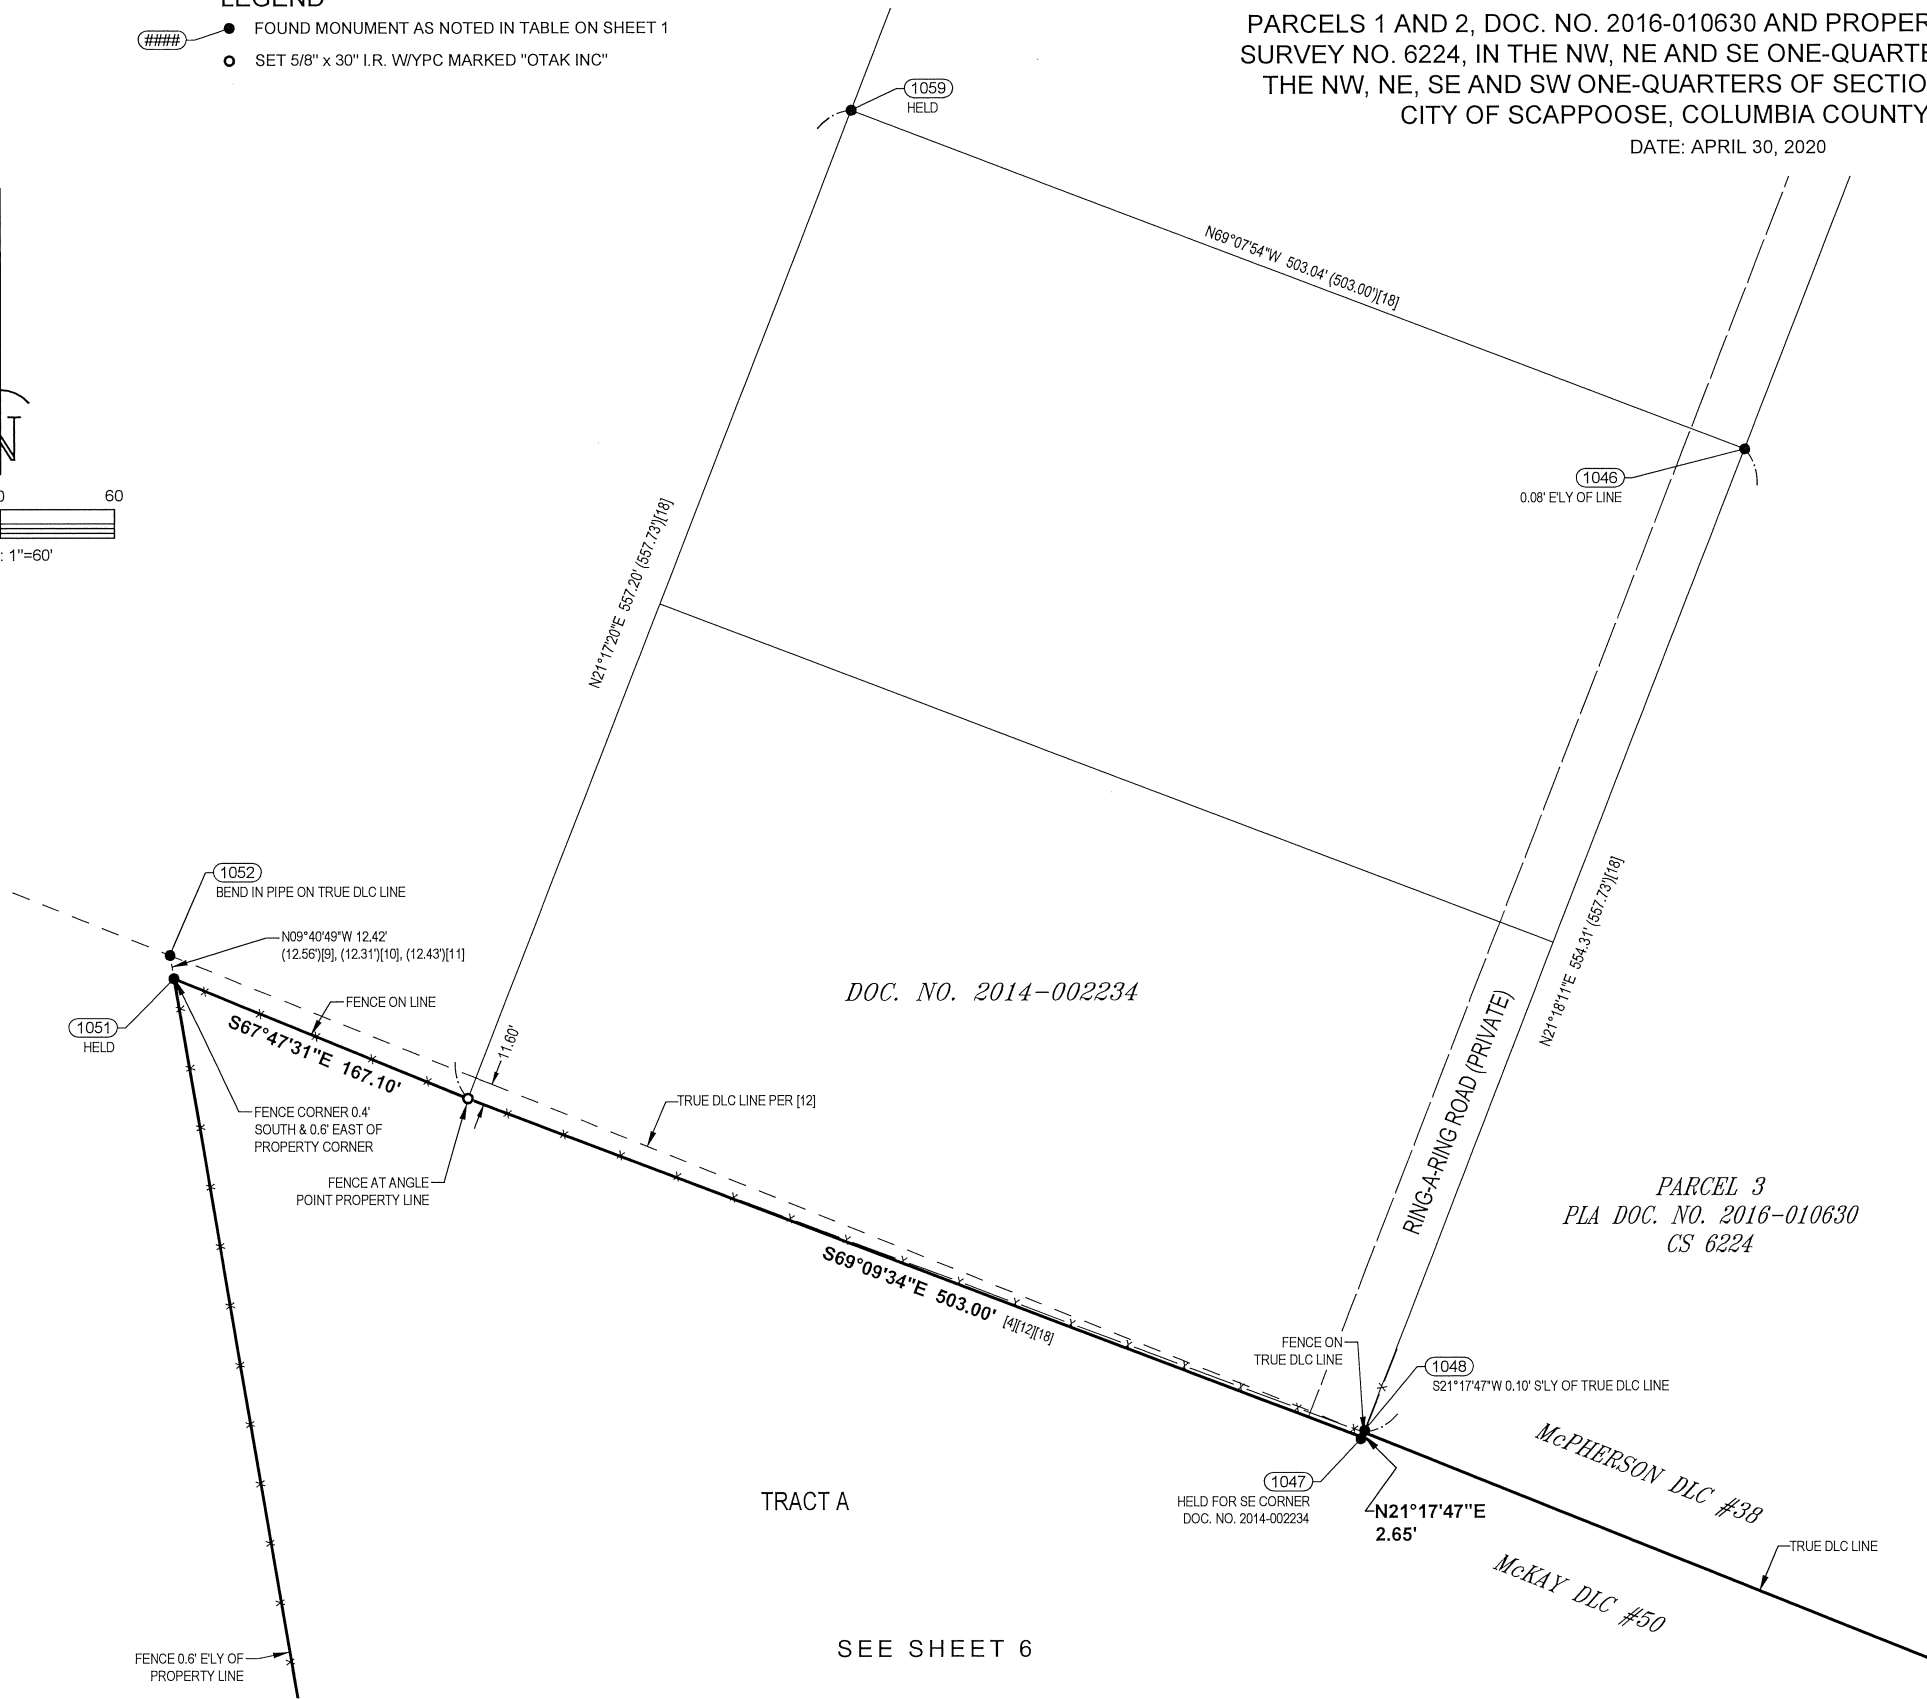 LEGEND
#### FOUND MONUMENT AS NOTED IN TABLE ON SHEET 1
SET 5/8" x 30" I.R. W/YPC MARKED "OTAK INC"
PARCELS 1 AND 2, DOC. NO. 2016-010630 AND PROPER
SURVEY NO. 6224, IN THE NW, NE AND SE ONE-QUARTE
THE NW, NE, SE AND SW ONE-QUARTERS OF SECTIO
CITY OF SCAPPOOSE, COLUMBIA COUNTY
DATE: APRIL 30, 2020
1059
HELD
N69°07'54"W 503.04' (503.00')[18]
N
0 60
: 1"=60'
1046
0.08' E'LY OF LINE
N21°17'20"E 557.20' (557.73')[18]
1052
BEND IN PIPE ON TRUE DLC LINE
N09°40'49"W 12.42'
(12.56')[9], (12.31')[10], (12.43')[11]
N21°18'11"E 554.31' (557.73')[18]
DOC. NO. 2014-002234
FENCE ON LINE
1051
HELD
S67°47'31"E 167.10'
11.60'
TRUE DLC LINE PER [12]
RING-A-RING ROAD (PRIVATE)
FENCE CORNER 0.4'
SOUTH & 0.6' EAST OF
PROPERTY CORNER
FENCE AT ANGLE
POINT PROPERTY LINE
PARCEL 3
PLA DOC. NO. 2016-010630
CS 6224
S69°09'34"E 503.00' [4][12][18]
FENCE ON
TRUE DLC LINE
1048
S21°17'47"W 0.10' S'LY OF TRUE DLC LINE
McPHERSON DLC #38
1047
HELD FOR SE CORNER
DOC. NO. 2014-002234
TRACT A
N21°17'47"E
2.65'
TRUE DLC LINE
McKAY DLC #50
SEE SHEET 6
FENCE 0.6' E'LY OF
PROPERTY LINE